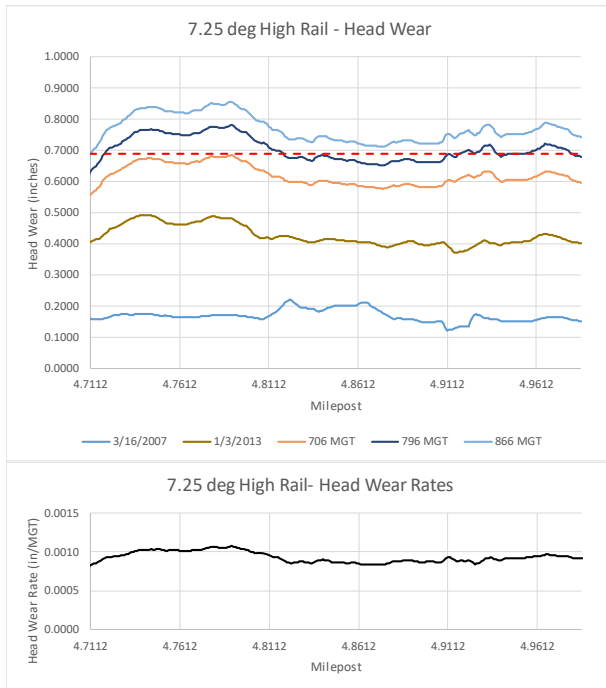 7.25 deg High Rail - Head Wear
1.0000
0.9000
0.8000
0.7000
0.6000
0.5000
0.4000
0.3000
0.2000
0.1000
0.0000
Head Wear (inches)
4.7112 4.7612 4.8112 4.8612 4.9112 4.9612
Milepost
3/16/2007 1/3/2013 706 MGT 796 MGT 866 MGT
7.25 deg High Rail- Head Wear Rates
0.0015
0.0010
0.0005
0.0000
Head Wear Rate (in/MGT)
4.7112 4.7612 4.8112 4.8612 4.9112 4.9612
Milepost